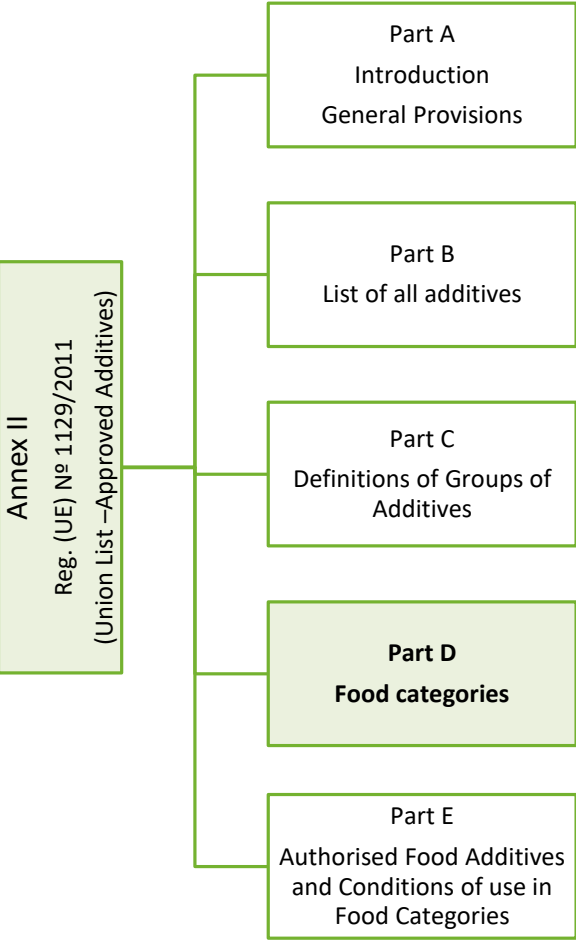 Annex II
Reg. (UE) Nº 1129/2011
(Union List –Approved Additives)
Part A
Introduction
General Provisions
Part B
List of all additives
Part C
Definitions of Groups of
Additives
Part D
Food categories
Part E
Authorised Food Additives
and Conditions of use in
Food Categories